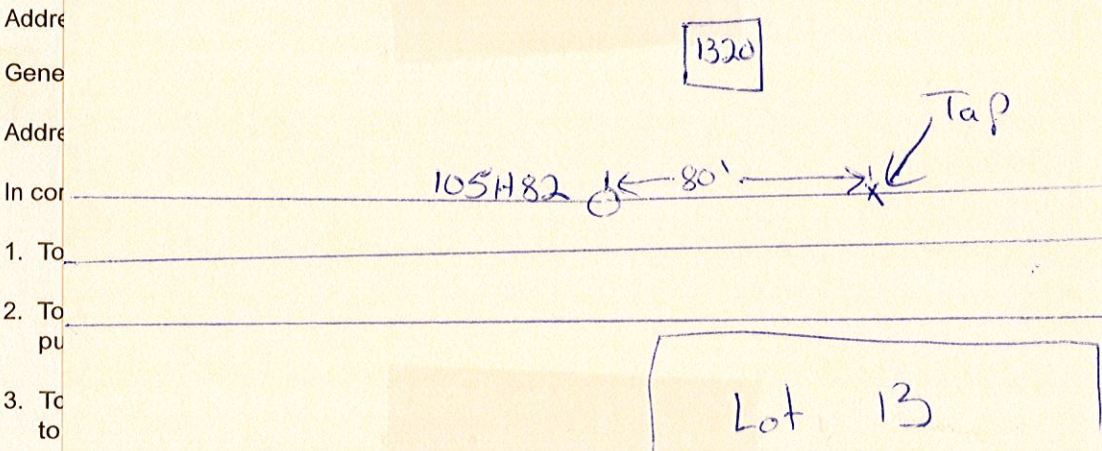 Addre
1320
Gene
Tap
Addre
105H82 80'
In cor
1. To
2. To
pu
Lot 13
3. To
to